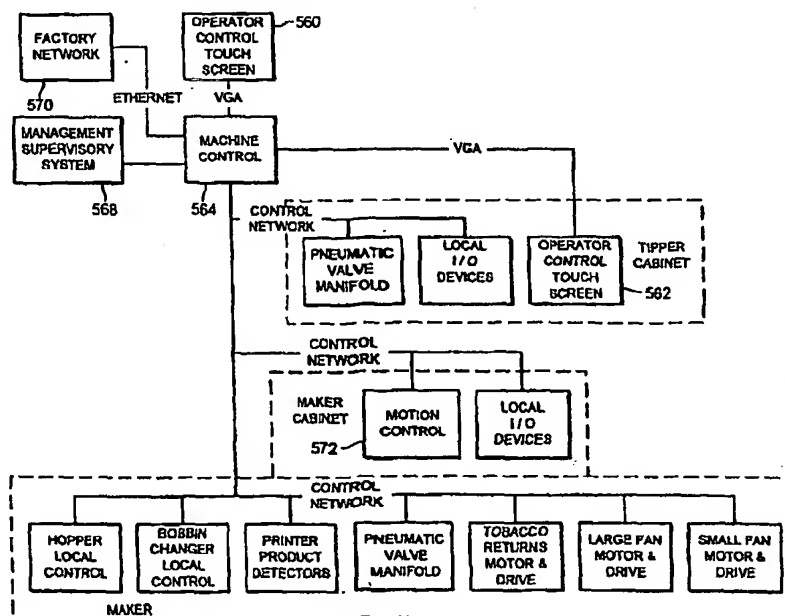 FACTORY
NETWORK
570
OPERATOR
CONTROL
TOUCH
SCREEN
560
ETHERNET
VGA
MANAGEMENT
SUPERVISORY
SYSTEM
568
MACHINE
CONTROL
564
VGA
CONTROL
NETWORK
PNEUMATIC
VALVE
MANIFOLD
LOCAL
I/O
DEVICES
OPERATOR
CONTROL
TOUCH
SCREEN
562
TIPPER
CABINET
CONTROL
NETWORK
MAKER
CABINET
MOTION
CONTROL
572
LOCAL
I/O
DEVICES
CONTROL
NETWORK
HOPPER
LOCAL
CONTROL
BOBBIN
CHANGER
LOCAL
CONTROL
PRINTER
PRODUCT
DETECTORS
PNEUMATIC
VALVE
MANIFOLD
TOBACCO
RETURNS
MOTOR &
DRIVE
LARGE FAN
MOTOR &
DRIVE
SMALL FAN
MOTOR &
DRIVE
MAKER